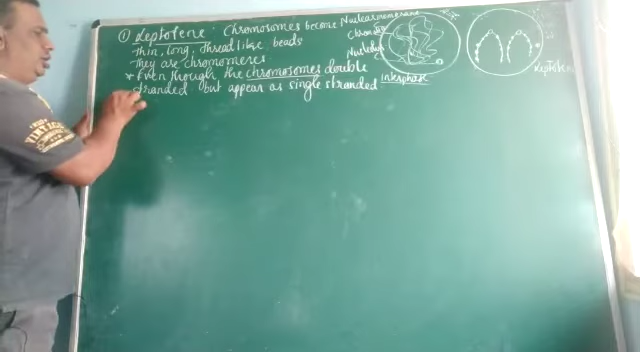 ① Leptotene: Chromosomes become
thin, long, thread like beads
They are chromomeres
* Even though the chromosomes double
stranded but appear as single stranded
Nuclear membrane
Nucleolus
Interphase
Leptotene